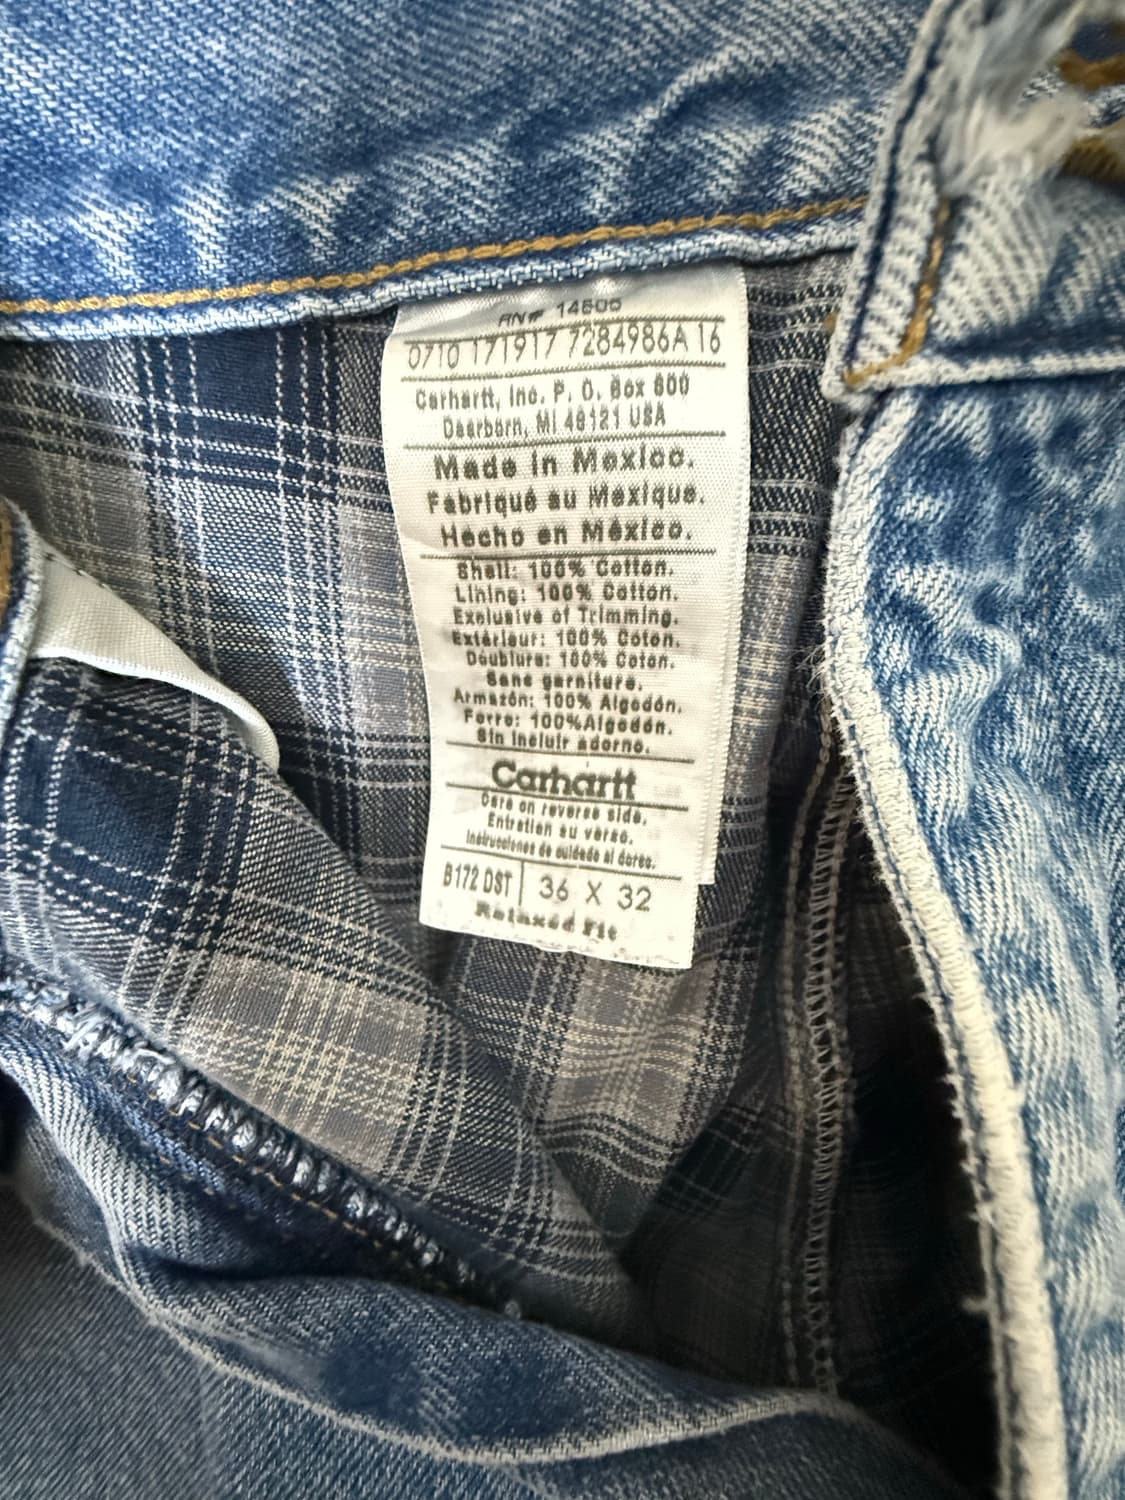 RN# 14806
0710 171917 7284986A 16
Carhartt, Inc. P. O. Box 600
Dearborn, MI 48121 USA
Made in Mexico.
Fabriqué au Mexique.
Hecho en México.
Shell: 100% Cotton.
Lining: 100% Cotton.
Exclusive of Trimming.
Extérieur: 100% Coton.
Doublure: 100% Coton.
Sans garniture.
Armazón: 100% Algodón.
Forro: 100%Algodón.
Sin incluir adorno.
Carhartt
Care on reverse side.
Entretien au verso.
Instrucciones de cuidado al dorso.
B172 DST 36 X 32
Relaxed Fit